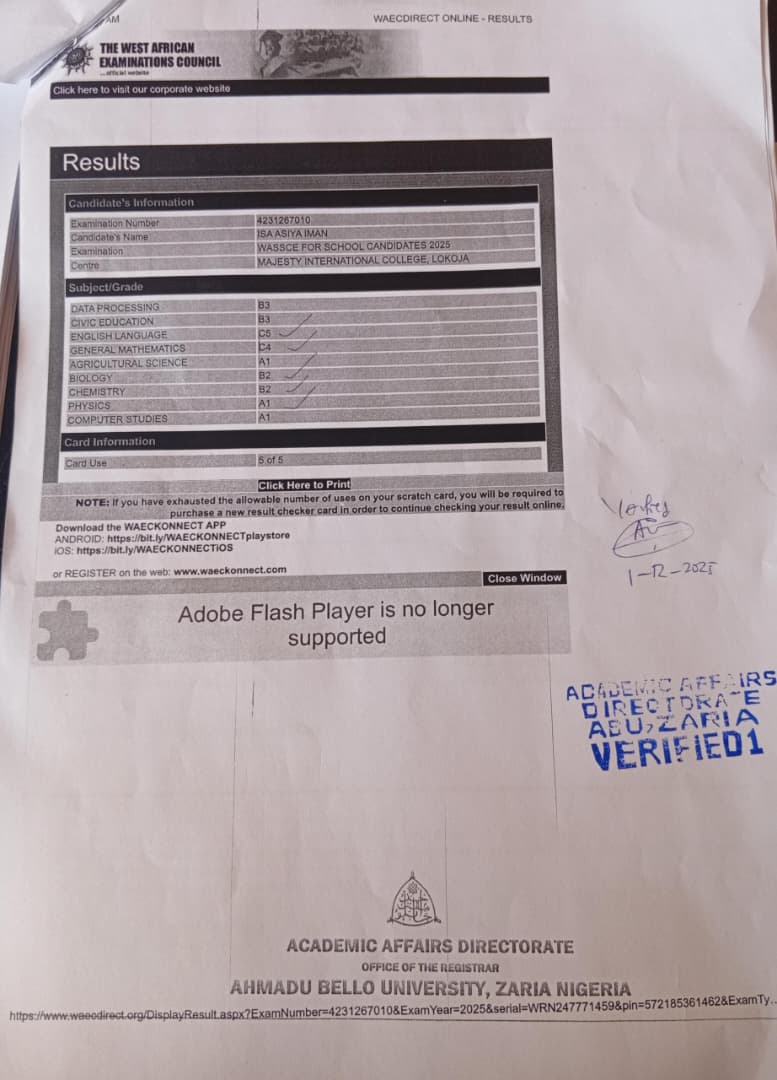 AM
WAECDIRECT ONLINE - RESULTS
THE WEST AFRICAN
EXAMINATIONS COUNCIL
...official website
Click here to visit our corporate website
Results
Candidate's Information
Examination Number 4231267010
Candidate's Name ISA ASIYA IMAN
Examination WASSCE FOR SCHOOL CANDIDATES 2025
Centre MAJESTY INTERNATIONAL COLLEGE, LOKOJA
Subject/Grade
DATA PROCESSING B3
CIVIC EDUCATION B3
ENGLISH LANGUAGE C5
GENERAL MATHEMATICS C4
AGRICULTURAL SCIENCE A1
BIOLOGY B2
CHEMISTRY B2
PHYSICS A1
COMPUTER STUDIES A1
Card Information
Card Use 5 of 5
Click Here to Print
NOTE: If you have exhausted the allowable number of uses on your scratch card, you will be required to
purchase a new result checker card in order to continue checking your result online.
Download the WAECKONNECT APP
ANDROID: https://bit.ly/WAECKONNECTplaystore
iOS: https://bit.ly/WAECKONNECTiOS
or REGISTER on the web: www.waeckonnect.com
Close Window
Adobe Flash Player is no longer
supported
1-12-2025
ACADEMIC AFFAIRS
DIRECTORATE
ABU, ZARIA
VERIFIED1
ACADEMIC AFFAIRS DIRECTORATE
OFFICE OF THE REGISTRAR
AHMADU BELLO UNIVERSITY, ZARIA NIGERIA
https://www.waecdirect.org/DisplayResult.aspx?ExamNumber=4231267010&ExamYear=2025&serial=WRN247771459&pin=572185361462&ExamTy...